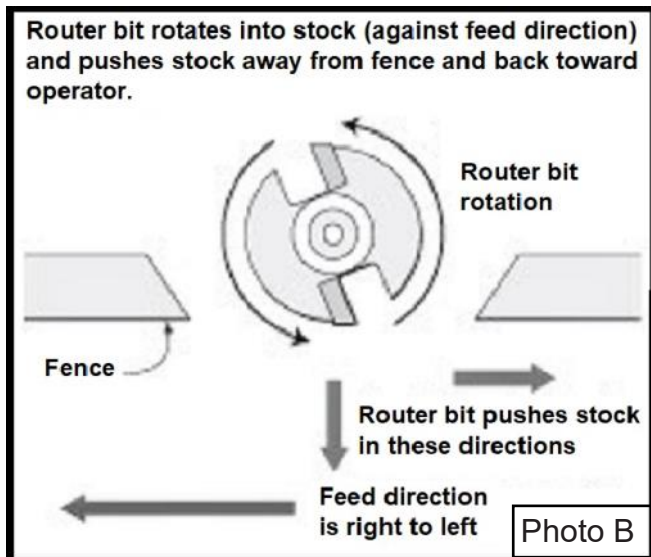 Router bit rotates into stock (against feed direction)
and pushes stock away from fence and back toward
operator.
Router bit
rotation
Fence
Router bit pushes stock
in these directions
Feed direction
is right to left
Photo B